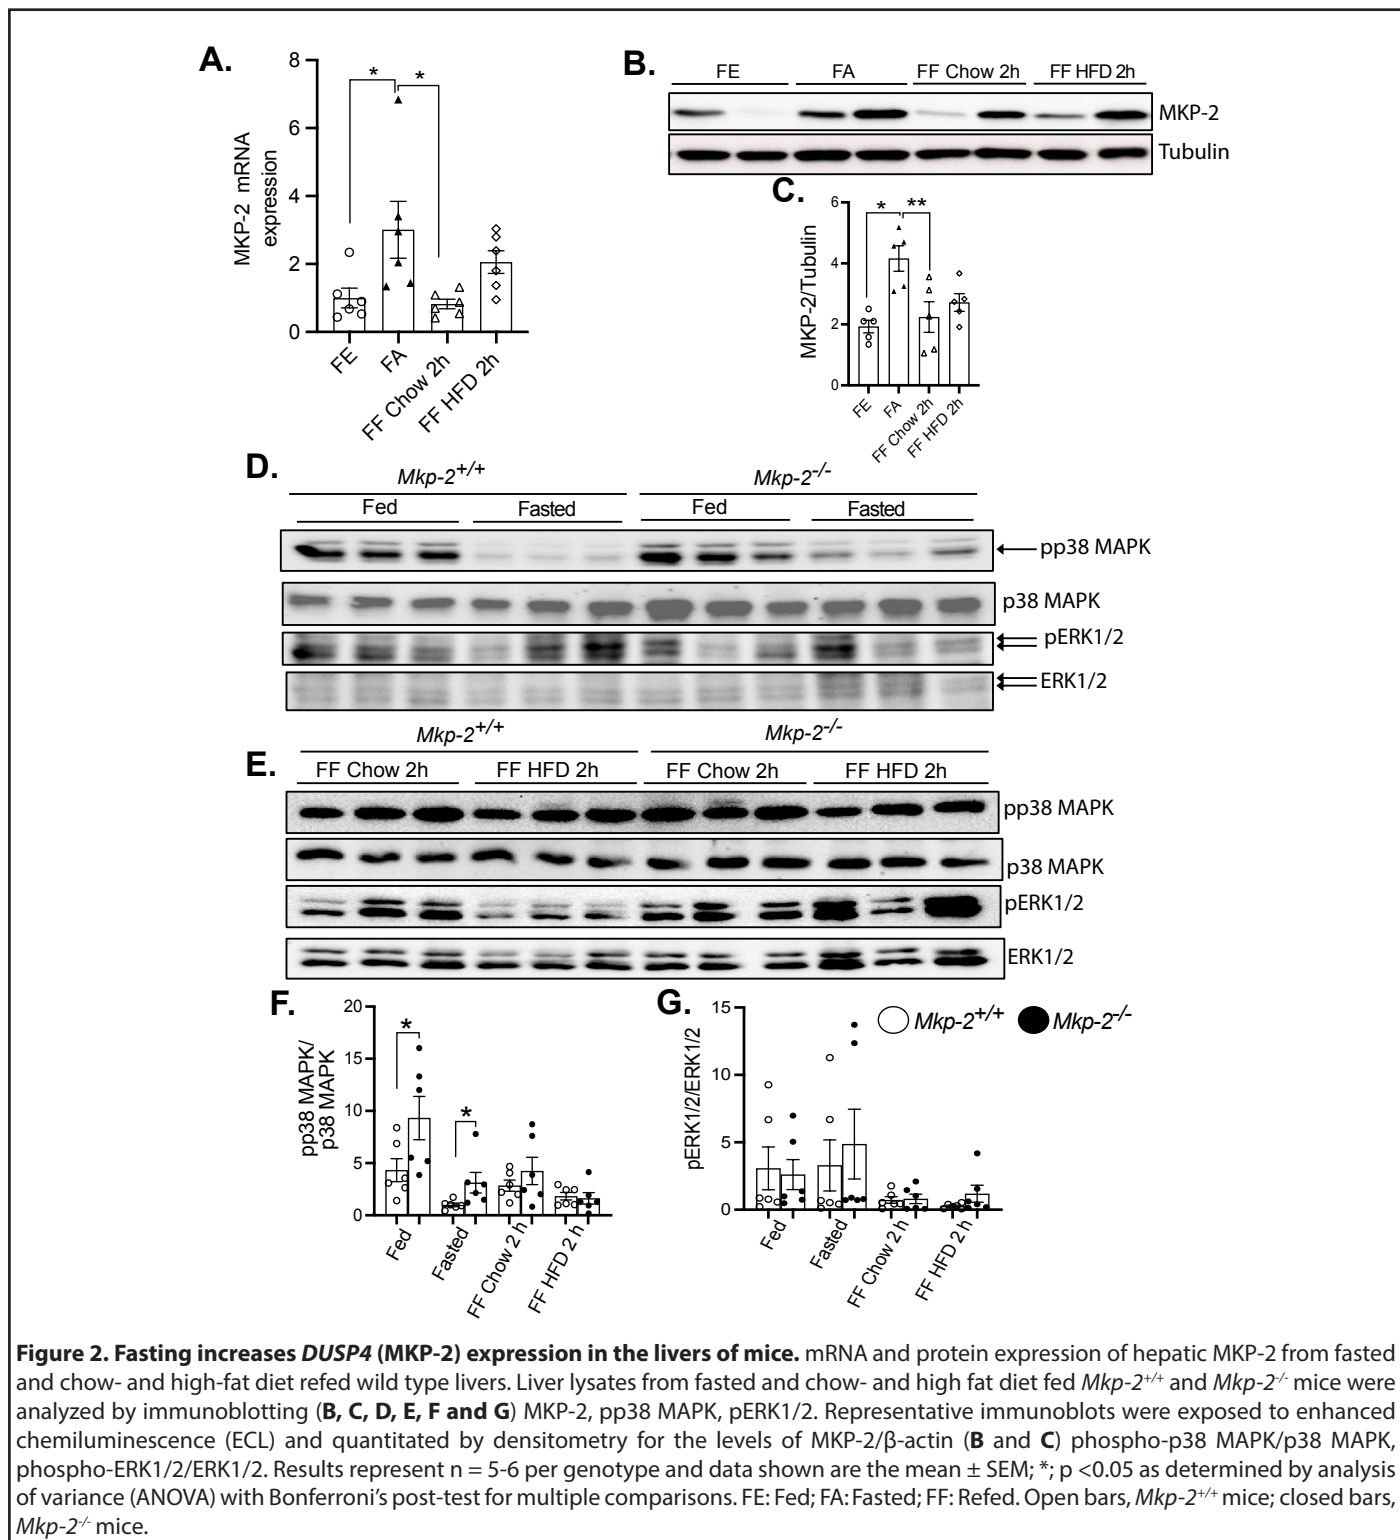 A.
8
6
4
2
0
MKP-2 mRNA
expression
*
*
FE
FA
FF Chow 2h
FF HFD 2h
B.
FE FA FF Chow 2h FF HFD 2h
MKP-2
Tubulin
C.
6
4
2
0
MKP-2/Tubulin
*
**
FE
FA
FF Chow 2h
FF HFD 2h
D.
Mkp-2+/+ Mkp-2-/-
Fed Fasted Fed Fasted
pp38 MAPK
p38 MAPK
pERK1/2
ERK1/2
E.
Mkp-2+/+ Mkp-2-/-
FF Chow 2h FF HFD 2h FF Chow 2h FF HFD 2h
pp38 MAPK
p38 MAPK
pERK1/2
ERK1/2
F.
20
15
10
5
0
pp38 MAPK/
p38 MAPK
*
*
Fed
Fasted
FF Chow 2 h
FF HFD 2 h
G.
15
10
5
0
pERK1/2/ERK1/2
Mkp-2+/+ Mkp-2-/-
Fed
Fasted
FF Chow 2 h
FF HFD 2 h
Figure 2. Fasting increases DUSP4 (MKP-2) expression in the livers of mice. mRNA and protein expression of hepatic MKP-2 from fasted
and chow- and high-fat diet refed wild type livers. Liver lysates from fasted and chow- and high fat diet fed Mkp-2+/+ and Mkp-2-/- mice were
analyzed by immunoblotting (B, C, D, E, F and G) MKP-2, pp38 MAPK, pERK1/2. Representative immunoblots were exposed to enhanced
chemiluminescence (ECL) and quantitated by densitometry for the levels of MKP-2/β-actin (B and C) phospho-p38 MAPK/p38 MAPK,
phospho-ERK1/2/ERK1/2. Results represent n = 5-6 per genotype and data shown are the mean ± SEM; *; p <0.05 as determined by analysis
of variance (ANOVA) with Bonferroni's post-test for multiple comparisons. FE: Fed; FA: Fasted; FF: Refed. Open bars, Mkp-2+/+ mice; closed bars,
Mkp-2-/- mice.